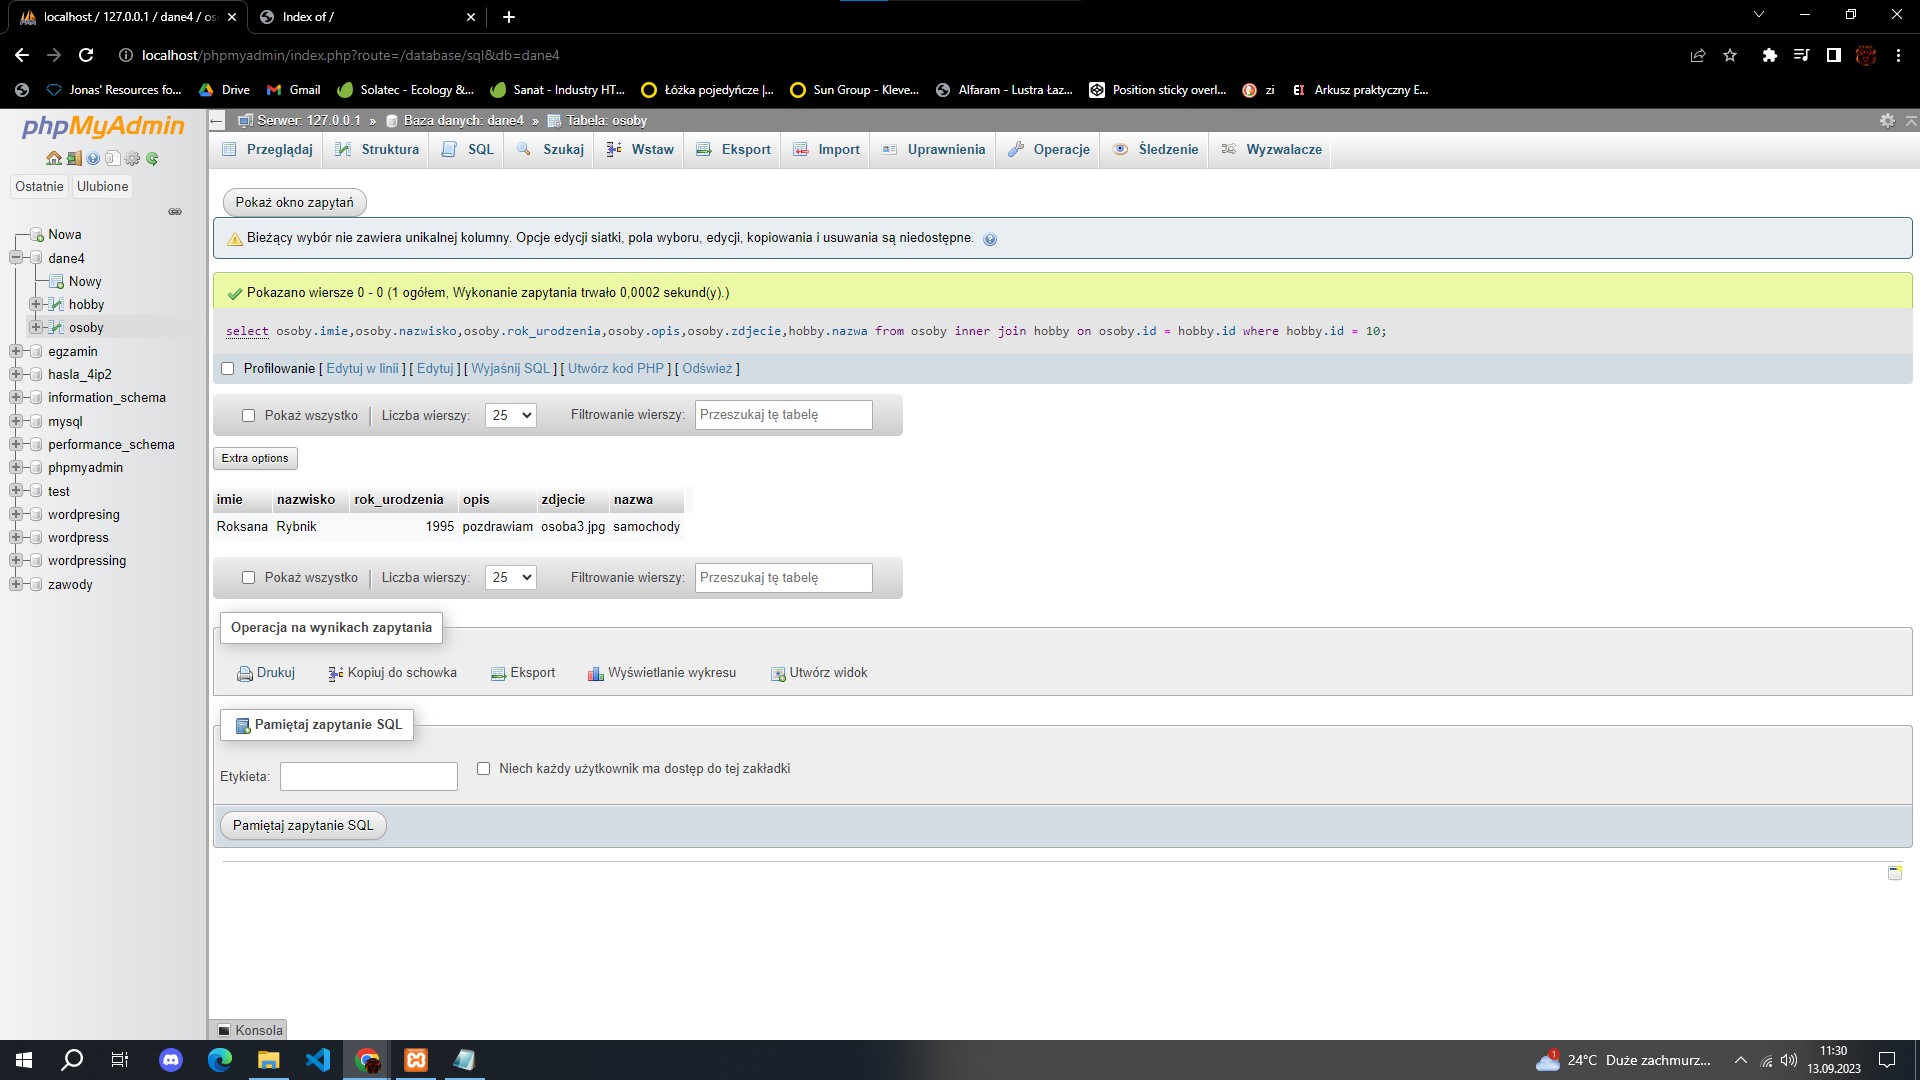 localhost / 127.0.0.1 / dane4 / os
Index of /
localhost/phpmyadmin/index.php?route=/database/sql&db=dane4
Jonas' Resources fo... Drive Gmail Solatec - Ecology &... Sanat - Industry HT... Łóżka pojedyńcze |... Sun Group - Kleve... Alfaram - Lustra Łaz... Position sticky overl... zi EI Arkusz praktyczny E...
phpMyAdmin
Ostatnie Ulubione
Nowa
dane4
Nowy
hobby
osoby
egzamin
hasla_4ip2
information_schema
mysql
performance_schema
phpmyadmin
test
wordpresing
wordpress
wordpressing
zawody
Serwer: 127.0.0.1 » Baza danych: dane4 » Tabela: osoby
Przeglądaj Struktura SQL Szukaj Wstaw Eksport Import Uprawnienia Operacje Śledzenie Wyzwalacze
Pokaż okno zapytań
Bieżący wybór nie zawiera unikalnej kolumny. Opcje edycji siatki, pola wyboru, edycji, kopiowania i usuwania są niedostępne.
Pokazano wiersze 0 - 0 (1 ogółem, Wykonanie zapytania trwało 0,0002 sekund(y).)
select osoby.imie,osoby.nazwisko,osoby.rok_urodzenia,osoby.opis,osoby.zdjecie,hobby.nazwa from osoby inner join hobby on osoby.id = hobby.id where hobby.id = 10;
Profilowanie [ Edytuj w linii ] [ Edytuj ] [ Wyjaśnij SQL ] [ Utwórz kod PHP ] [ Odśwież ]
Pokaż wszystko | Liczba wierszy: 25 Filtrowanie wierszy: Przeszukaj tę tabelę
Extra options
imie nazwisko rok_urodzenia opis zdjecie nazwa
Roksana Rybnik 1995 pozdrawiam osoba3.jpg samochody
Pokaż wszystko | Liczba wierszy: 25 Filtrowanie wierszy: Przeszukaj tę tabelę
Operacja na wynikach zapytania
Drukuj Kopiuj do schowka Eksport Wyświetlanie wykresu Utwórz widok
Pamiętaj zapytanie SQL
Etykieta: Niech każdy użytkownik ma dostęp do tej zakładki
Pamiętaj zapytanie SQL
Konsola
1 24°C Duże zachmurz... 11:30
13.09.2023